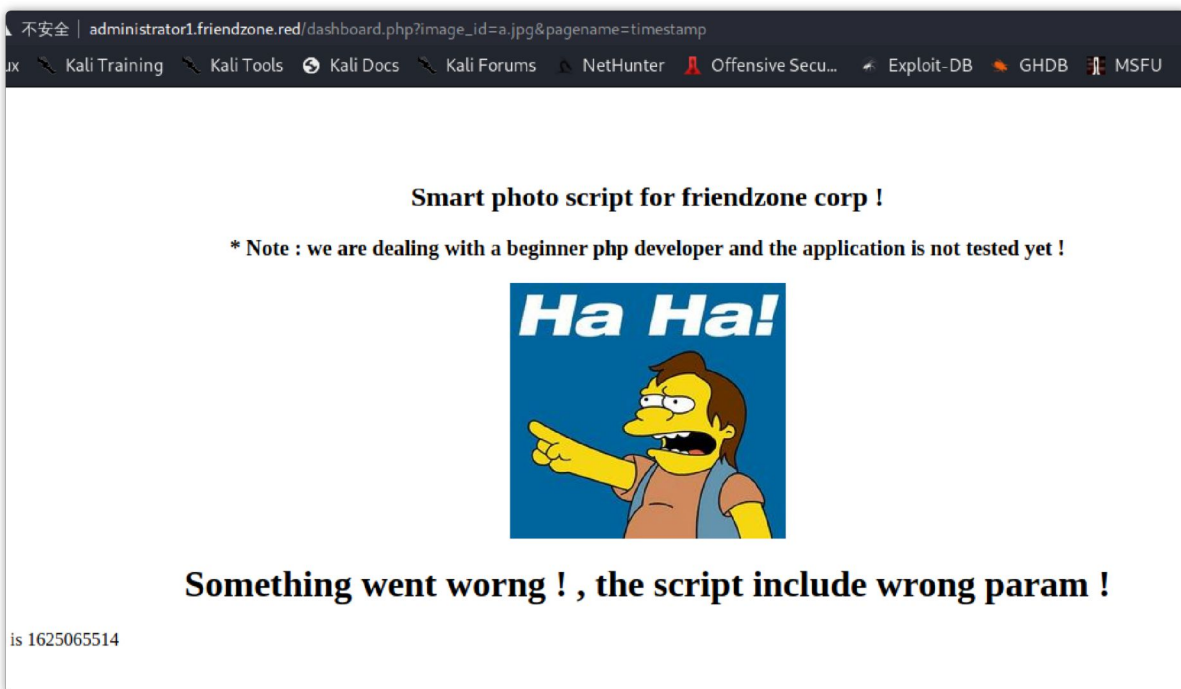 不安全 administrator1.friendzone.red/dashboard.php?image_id=a.jpg&pagename=timestamp
Kali Training Kali Tools Kali Docs Kali Forums NetHunter Offensive Secu... Exploit-DB GHDB MSFU
Smart photo script for friendzone corp !
* Note : we are dealing with a beginner php developer and the application is not tested yet !
Ha Ha!
Something went worng ! , the script include wrong param !
is 1625065514